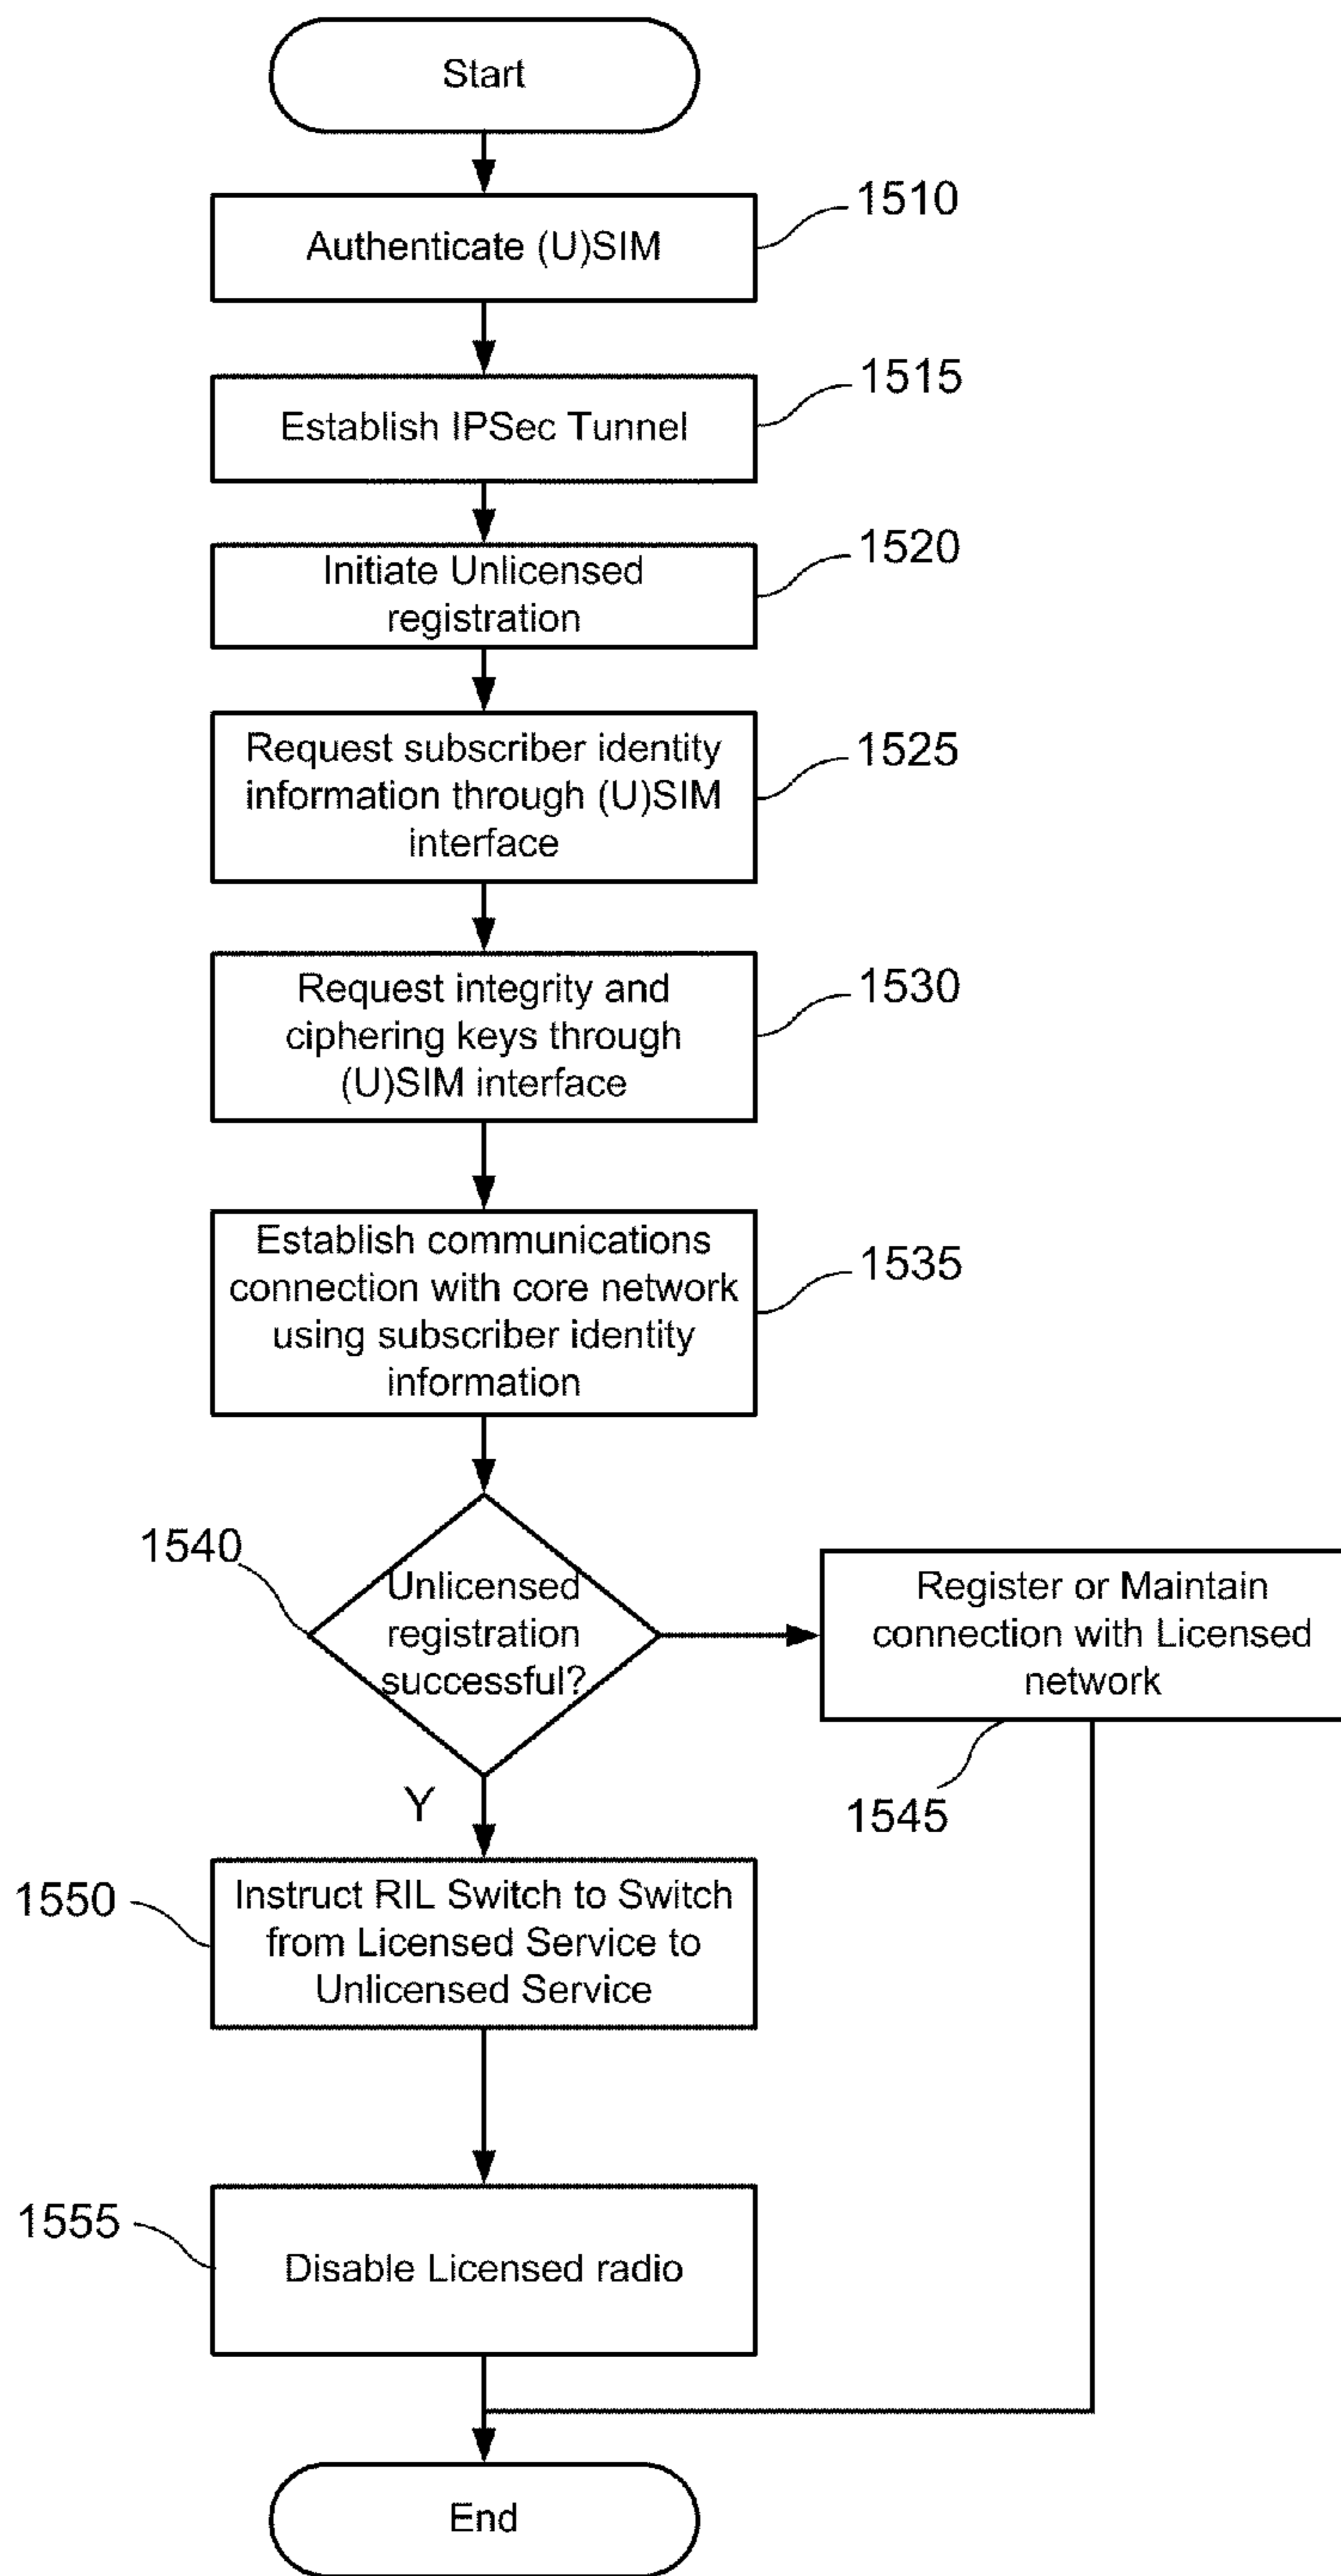 Start
1510
Authenticate (U)SIM
1515
Establish IPSec Tunnel
1520
Initiate Unlicensed
registration
1525
Request subscriber identity
information through (U)SIM
interface
1530
Request integrity and
ciphering keys through
(U)SIM interface
1535
Establish communications
connection with core network
using subscriber identity
information
1540
Unlicensed
registration
successful?
Register or Maintain
connection with Licensed
network
1545
Y
1550
Instruct RIL Switch to Switch
from Licensed Service to
Unlicensed Service
1555
Disable Licensed radio
End